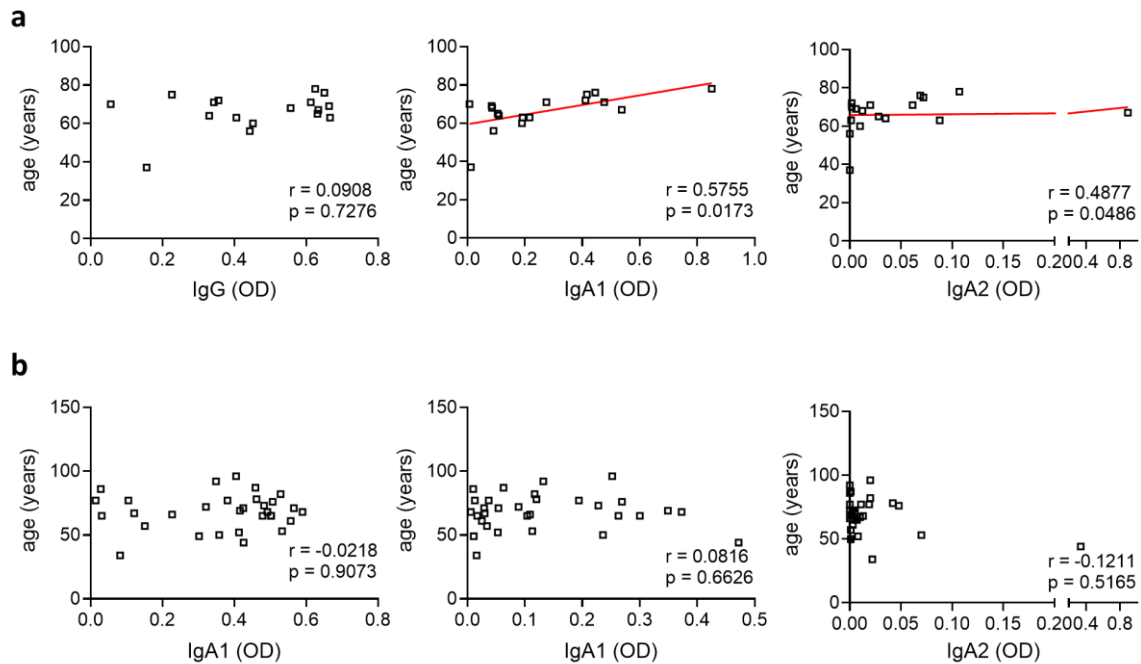 a
100
80
60
40
20
0
age (years)
0.0 0.2 0.4 0.6 0.8
IgG (OD)
r = 0.0908
p = 0.7276
100
80
60
40
20
0
age (years)
0.0 0.2 0.4 0.6 0.8 1.0
IgA1 (OD)
r = 0.5755
p = 0.0173
100
80
60
40
20
0
age (years)
0.00 0.05 0.10 0.15 0.20 0.4 0.8
IgA2 (OD)
r = 0.4877
p = 0.0486
b
150
100
50
0
age (years)
0.0 0.2 0.4 0.6 0.8
IgA1 (OD)
r = -0.0218
p = 0.9073
150
100
50
0
age (years)
0.0 0.1 0.2 0.3 0.4 0.5
IgA1 (OD)
r = 0.0816
p = 0.6626
150
100
50
0
age (years)
0.00 0.05 0.10 0.15 0.20 0.4 0.8
IgA2 (OD)
r = -0.1211
p = 0.5165